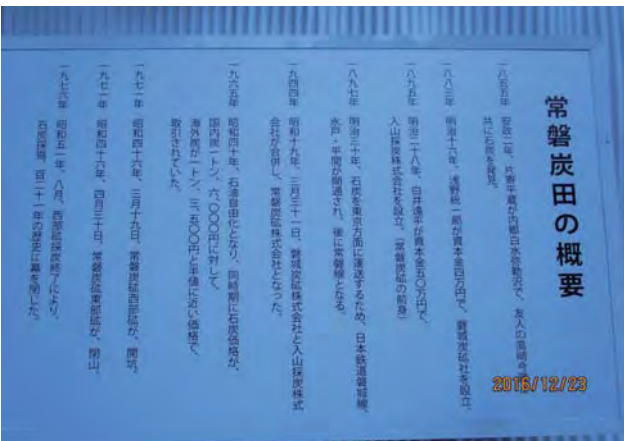 常磐炭田の概要
一八五五年 安政二年、片寄平蔵が内郷白水弥勒沢で、友人の高崎今蔵と
共に石炭を発見。
一八八三年 明治十六年、浅野総一郎が資本金四万円で、磐城炭砿社を設立。
一八九五年 明治二十八年、白井遠平が資本金五〇万円で、
入山採炭株式会社を設立。(常磐炭砿の前身)
一八九七年 明治三十年、石炭を東京方面に運送するため、日本鉄道磐城線、
水戸・平間が開通され、後に常磐線となる。
一九四四年 昭和十九年、三月三十一日、磐城炭砿株式会社と入山採炭株式
会社が合併し、常磐炭砿株式会社となった。
一九六五年 昭和四十年、石油自由化となり、同時期に石炭価格が、
国内炭一トン、六、〇〇〇円に対して、
海外炭が一トン、三、五〇〇円と半値に近い価格で、
取引されていた。
一九七一年 昭和四十六年、三月十九日、常磐炭砿西部砿が、開坑。
一九七一年 昭和四十六年、四月三十日、常磐炭砿東部砿が、閉山。
一九七六年 昭和五一年、八月、西部砿採炭終了により、
石炭採掘、百二十一年の歴史に幕を閉じた。
2016/12/23